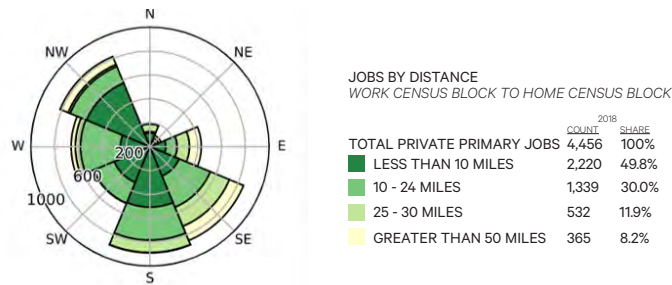 N
NW
NE
W
E
200
600
1000
SW
SE
S
JOBS BY DISTANCE
WORK CENSUS BLOCK TO HOME CENSUS BLOCK
2018
COUNT SHARE
TOTAL PRIVATE PRIMARY JOBS 4,456 100%
LESS THAN 10 MILES 2,220 49.8%
10 - 24 MILES 1,339 30.0%
25 - 30 MILES 532 11.9%
GREATER THAN 50 MILES 365 8.2%